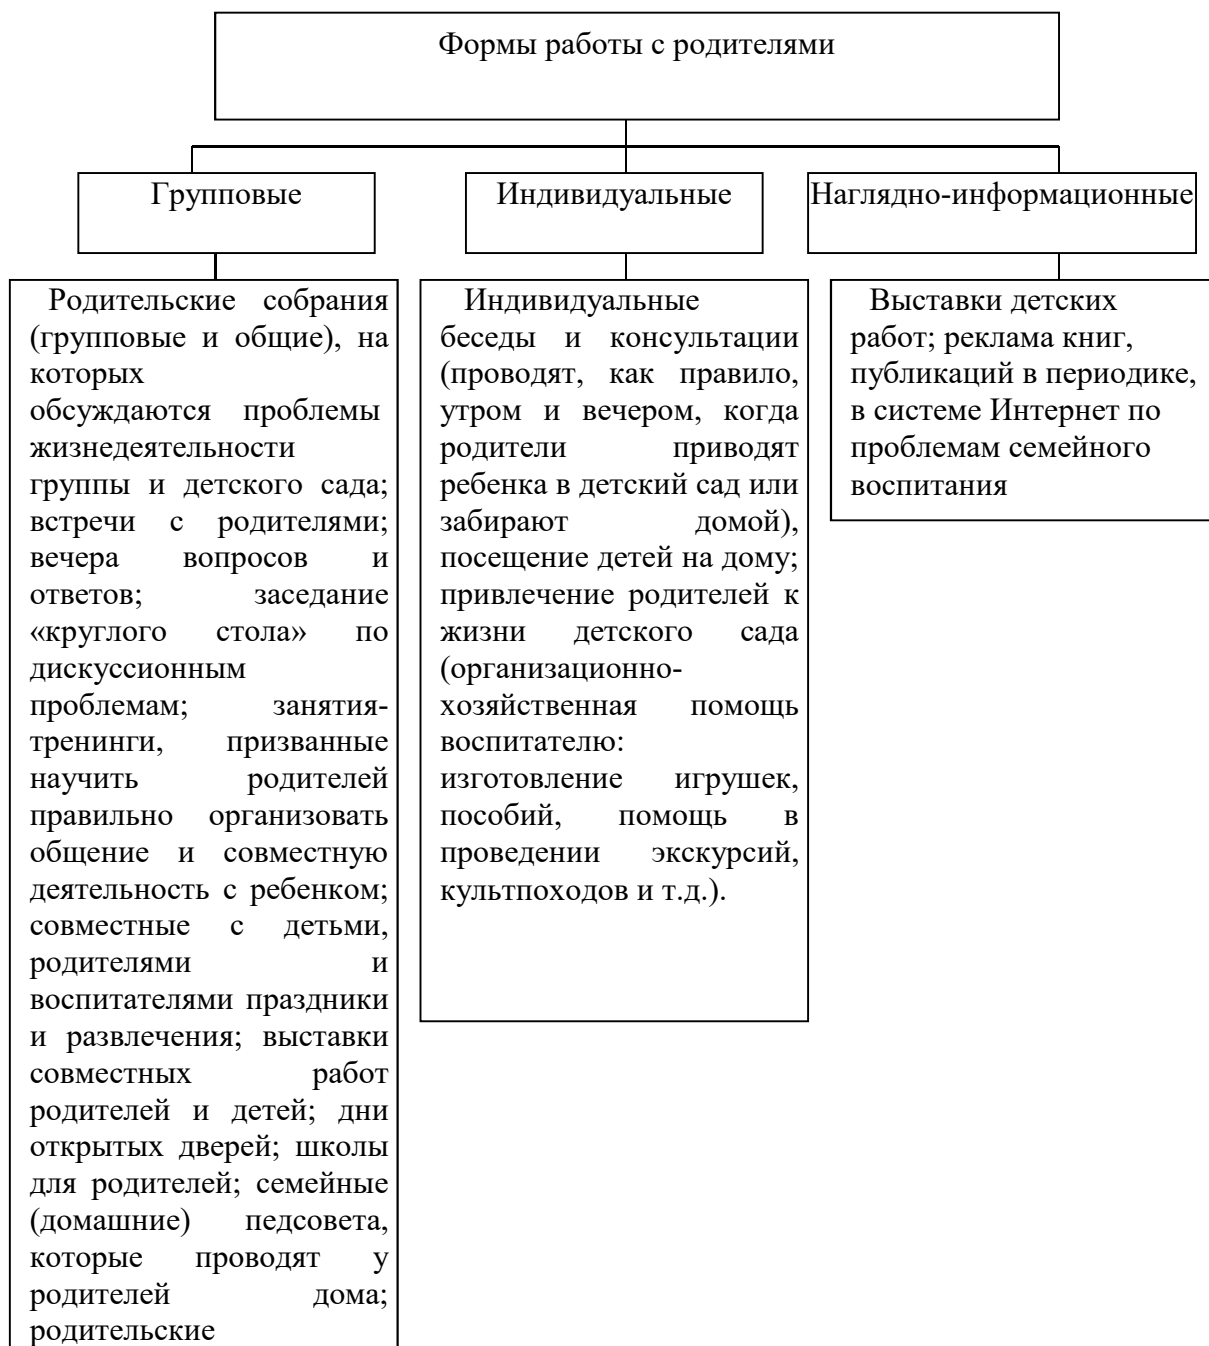 Формы работы с родителями
Групповые
Индивидуальные
Наглядно-информационные
Родительские собрания
(групповые и общие), на
которых
обсуждаются проблемы
жизнедеятельности
группы и детского сада;
встречи с родителями;
вечера вопросов и
ответов; заседание
«круглого стола» по
дискуссионным
проблемам; занятия-
тренинги, призванные
научить родителей
правильно организовать
общение и совместную
деятельность с ребенком;
совместные с детьми,
родителями и
воспитателями праздники
и развлечения; выставки
совместных работ
родителей и детей; дни
открытых дверей; школы
для родителей; семейные
(домашние) педсовета,
которые проводят у
родителей дома;
родительские
Индивидуальные
беседы и консультации
(проводят, как правило,
утром и вечером, когда
родители приводят
ребенка в детский сад или
забирают домой),
посещение детей на дому;
привлечение родителей к
жизни детского сада
(организационно-
хозяйственная помощь
воспитателю:
изготовление игрушек,
пособий, помощь в
проведении экскурсий,
культпоходов и т.д.).
Выставки детских
работ; реклама книг,
публикаций в периодике,
в системе Интернет по
проблемам семейного
воспитания